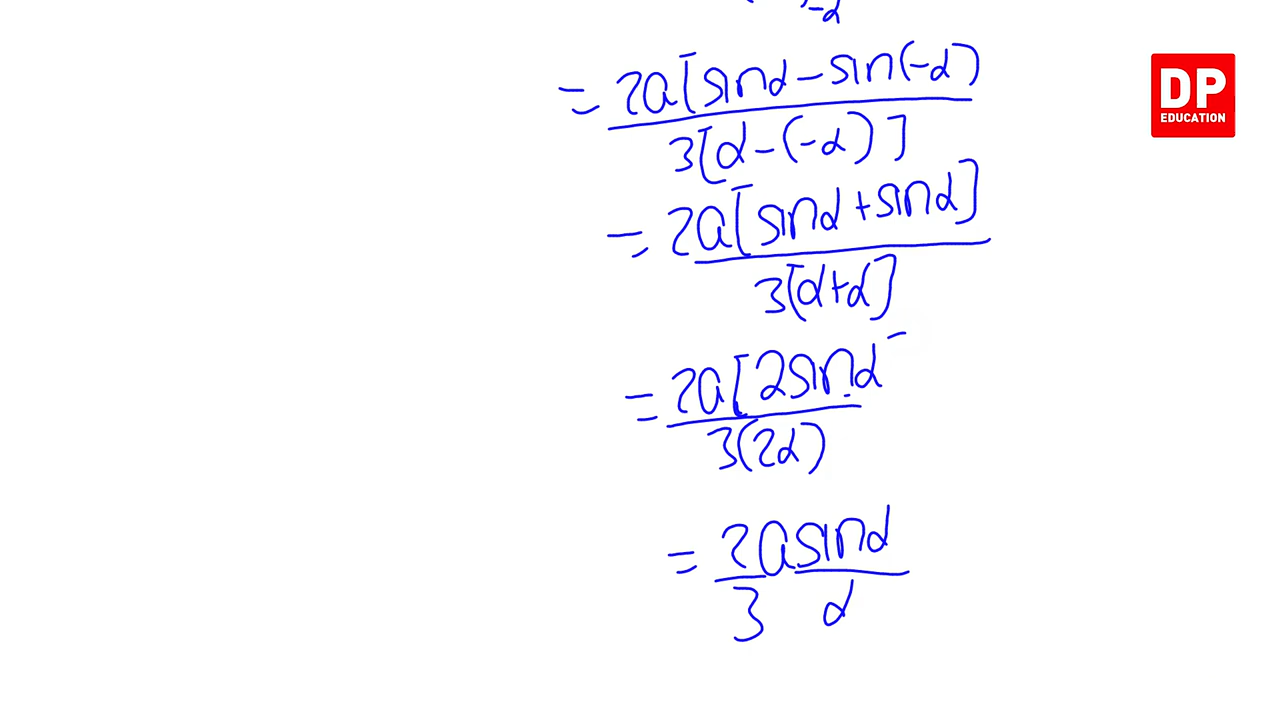 -α
= 2a[sinα - sin(-α)
3[α - (-α)]
= 2a[sinα + sinα]
3[α+α]
= 2a[2sinα
3(2α)
= 2a sinα
3 α
DP
EDUCATION